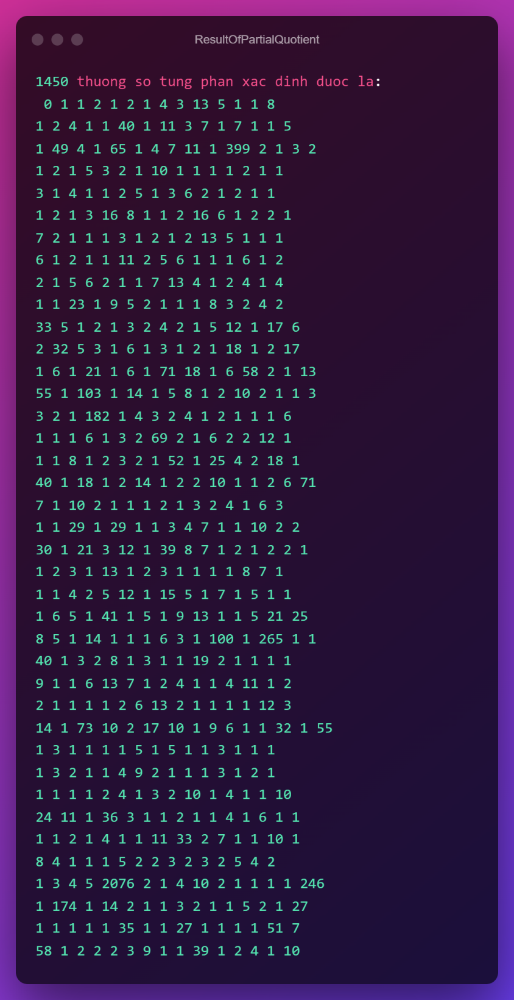 ResultOfPartialQuotient
1450 thuong so tung phan xac dinh duoc la:
0 1 1 2 1 2 1 4 3 13 5 1 1 8
1 2 4 1 1 40 1 11 3 7 1 7 1 1 5
1 49 4 1 65 1 4 7 11 1 399 2 1 3 2
1 2 1 5 3 2 1 10 1 1 1 1 2 1 1
3 1 4 1 1 2 5 1 3 6 2 1 2 1 1
1 2 1 3 16 8 1 1 2 16 6 1 2 2 1
7 2 1 1 1 3 1 2 1 2 13 5 1 1 1
6 1 2 1 1 11 2 5 6 1 1 1 6 1 2
2 1 5 6 2 1 1 7 13 4 1 2 4 1 4
1 1 23 1 9 5 2 1 1 1 8 3 2 4 2
33 5 1 2 1 3 2 4 2 1 5 12 1 17 6
2 32 5 3 1 6 1 3 1 2 1 18 1 2 17
1 6 1 21 1 6 1 71 18 1 6 58 2 1 13
55 1 103 1 14 1 5 8 1 2 10 2 1 1 3
3 2 1 182 1 4 3 2 4 1 2 1 1 1 6
1 1 1 6 1 3 2 69 2 1 6 2 2 12 1
1 1 8 1 2 3 2 1 52 1 25 4 2 18 1
40 1 18 1 2 14 1 2 2 10 1 1 2 6 71
7 1 10 2 1 1 1 2 1 3 2 4 1 6 3
1 1 29 1 29 1 1 3 4 7 1 1 10 2 2
30 1 21 3 12 1 39 8 7 1 2 1 2 2 1
1 2 3 1 13 1 2 3 1 1 1 1 8 7 1
1 1 4 2 5 12 1 15 5 1 7 1 5 1 1
1 6 5 1 41 1 5 1 9 13 1 1 5 21 25
8 5 1 14 1 1 1 6 3 1 100 1 265 1 1
40 1 3 2 8 1 3 1 1 19 2 1 1 1 1
9 1 1 6 13 7 1 2 4 1 1 4 11 1 2
2 1 1 1 1 2 6 13 2 1 1 1 1 12 3
14 1 73 10 2 17 10 1 9 6 1 1 32 1 55
1 3 1 1 1 1 5 1 5 1 1 3 1 1 1
1 3 2 1 1 4 9 2 1 1 1 3 1 2 1
1 1 1 1 2 4 1 3 2 10 1 4 1 1 10
24 11 1 36 3 1 1 2 1 1 4 1 6 1 1
1 1 2 1 4 1 1 11 33 2 7 1 1 10 1
8 4 1 1 1 5 2 2 3 2 3 2 5 4 2
1 3 4 5 2076 2 1 4 10 2 1 1 1 1 246
1 174 1 14 2 1 1 3 2 1 1 5 2 1 27
1 1 1 1 1 35 1 1 27 1 1 1 1 51 7
58 1 2 2 2 3 9 1 1 39 1 2 4 1 10